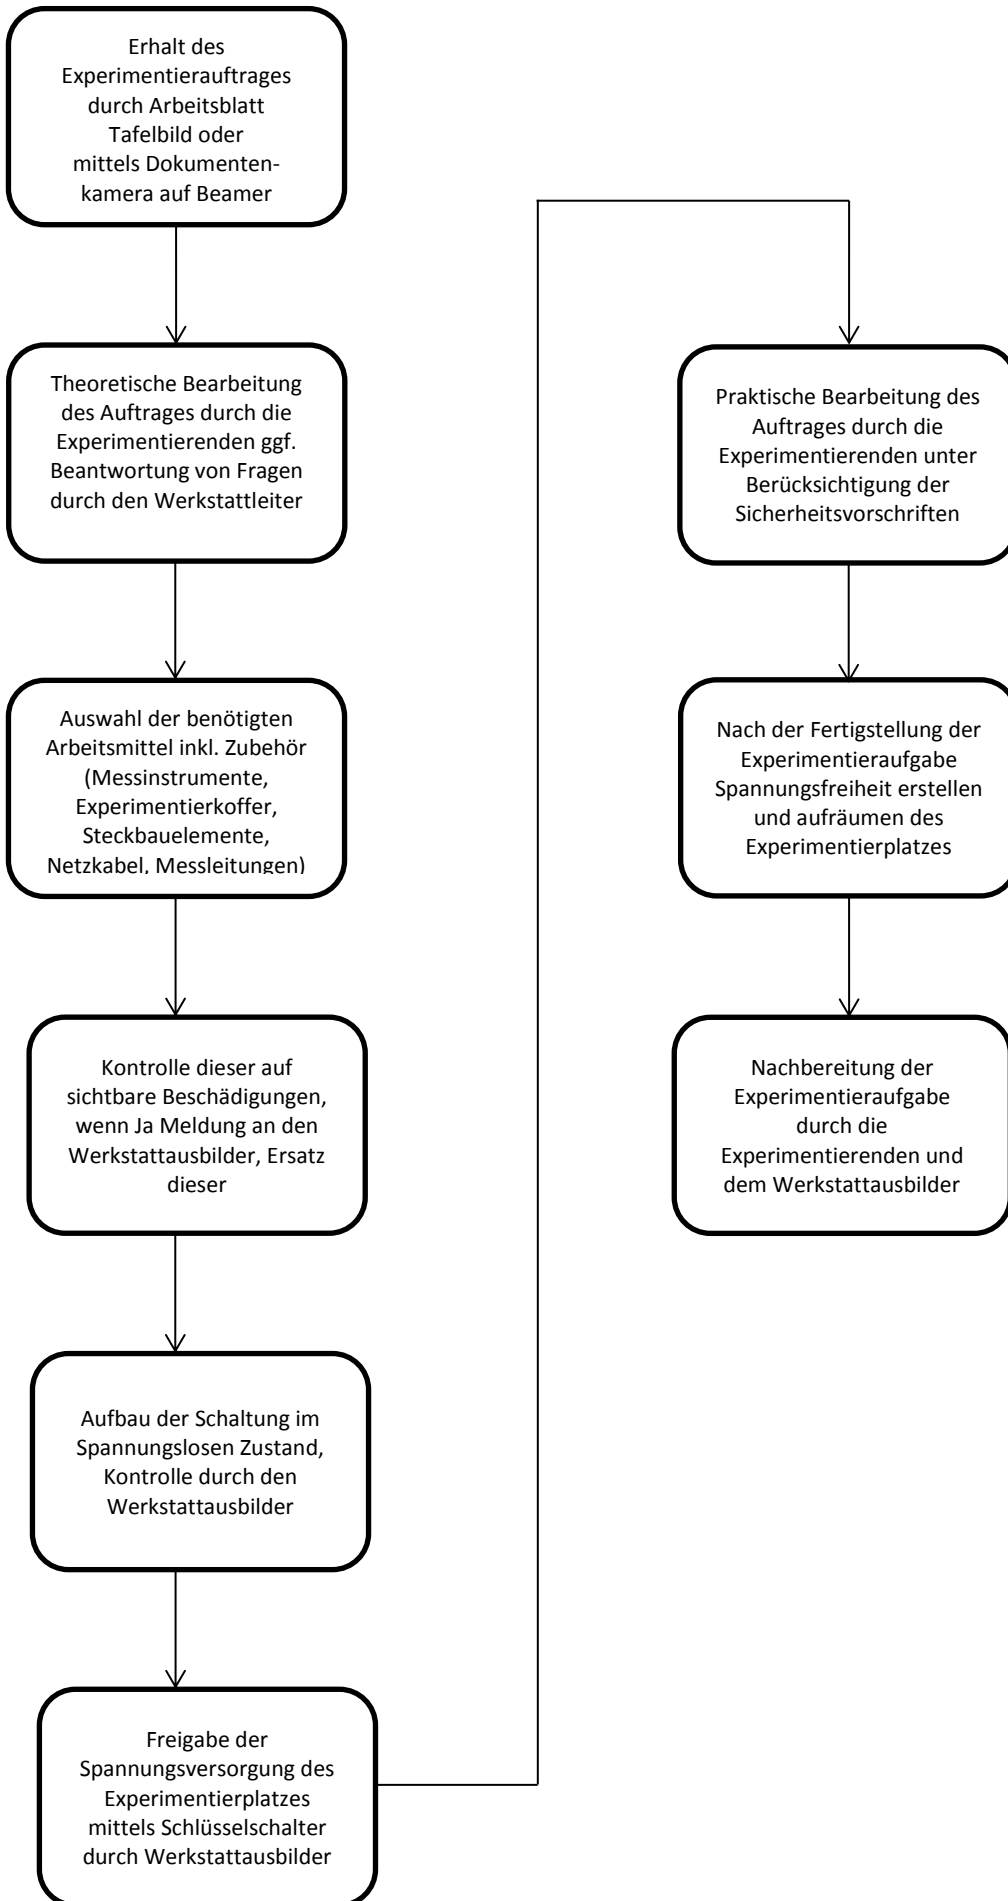 Erhalt des
Experimentierauftrages
durch Arbeitsblatt
Tafelbild oder
mittels Dokumenten-
kamera auf Beamer
Theoretische Bearbeitung
des Auftrages durch die
Experimentierenden ggf.
Beantwortung von Fragen
durch den Werkstattleiter
Auswahl der benötigten
Arbeitsmittel inkl. Zubehör
(Messinstrumente,
Experimentierkoffer,
Steckbauelemente,
Netzkabel, Messleitungen)
Kontrolle dieser auf
sichtbare Beschädigungen,
wenn Ja Meldung an den
Werkstattausbilder, Ersatz
dieser
Aufbau der Schaltung im
Spannungslosen Zustand,
Kontrolle durch den
Werkstattausbilder
Freigabe der
Spannungsversorgung des
Experimentierplatzes
mittels Schlüsselschalter
durch Werkstattausbilder
Praktische Bearbeitung des
Auftrages durch die
Experimentierenden unter
Berücksichtigung der
Sicherheitsvorschriften
Nach der Fertigstellung der
Experimentieraufgabe
Spannungsfreiheit erstellen
und aufräumen des
Experimentierplatzes
Nachbereitung der
Experimentieraufgabe
durch die
Experimentierenden und
dem Werkstattausbilder